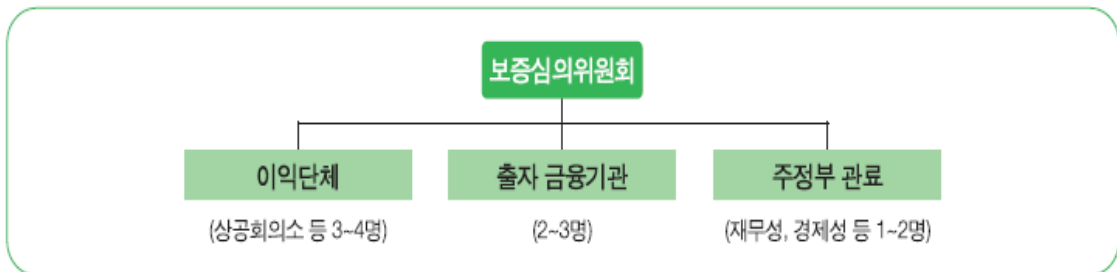 보증심의위원회
이익단체
출자 금융기관
주정부 관료
(상공회의소 등 3~4명)
(2~3명)
(재무성, 경제성 등 1~2명)